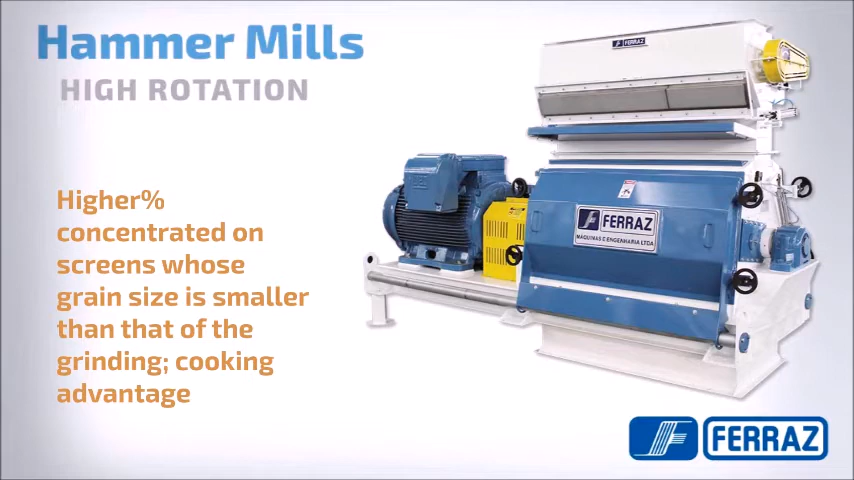 Hammer Mills
HIGH ROTATION
Higher%
concentrated on
screens whose
grain size is smaller
than that of the
grinding; cooking
advantage
FERRAZ
FERRAZ
MÁQUINAS E ENGENHARIA LTDA
FERRAZ